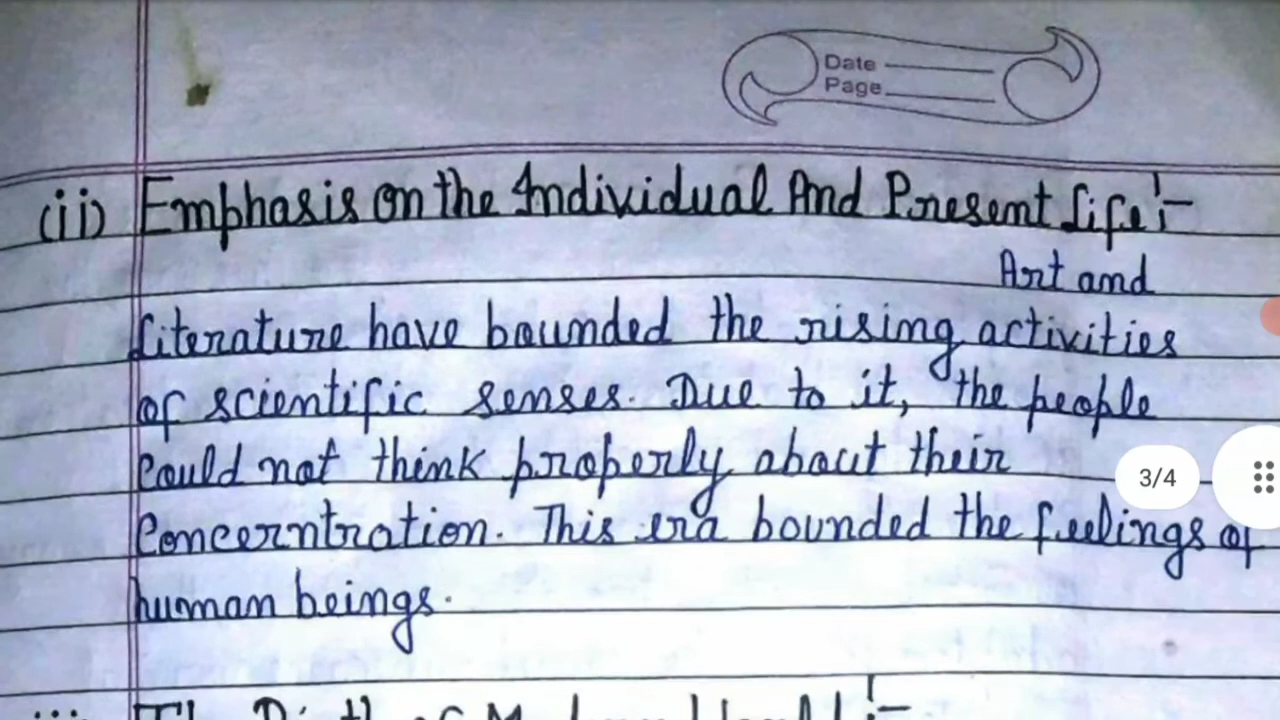 Date
Page
(ii) Emphasis on the Individual And Present life:-
Art and
literature have bounded the rising activities
of scientific senses. Due to it, the people
could not think properly about their
3/4
Concerntration. This era bounded the feelings of
human beings.